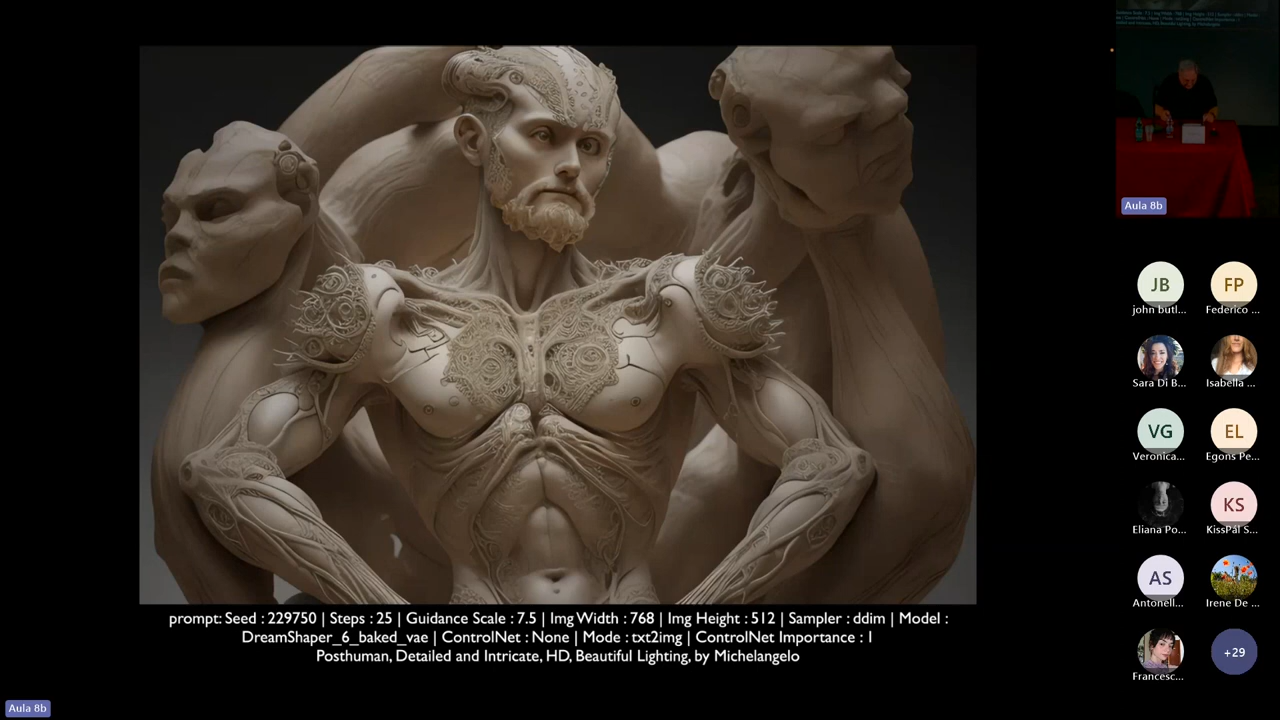 prompt: Seed : 229750 | Steps : 25 | Guidance Scale : 7.5 | Img Width : 768 | Img Height : 512 | Sampler : ddim | Model :
DreamShaper_6_baked_vae | ControlNet : None | Mode : txt2img | ControlNet Importance : 1
Posthuman, Detailed and Intricate, HD, Beautiful Lighting, by Michelangelo
Aula 8b
Aula 8b
JB
john butl...
FP
Federico ...
Sara Di B...
Isabella ...
VG
Veronica...
EL
Egons Pe...
Eliana Po...
KS
KissPál S...
AS
Antonell...
Irene De ...
Francesc...
+29